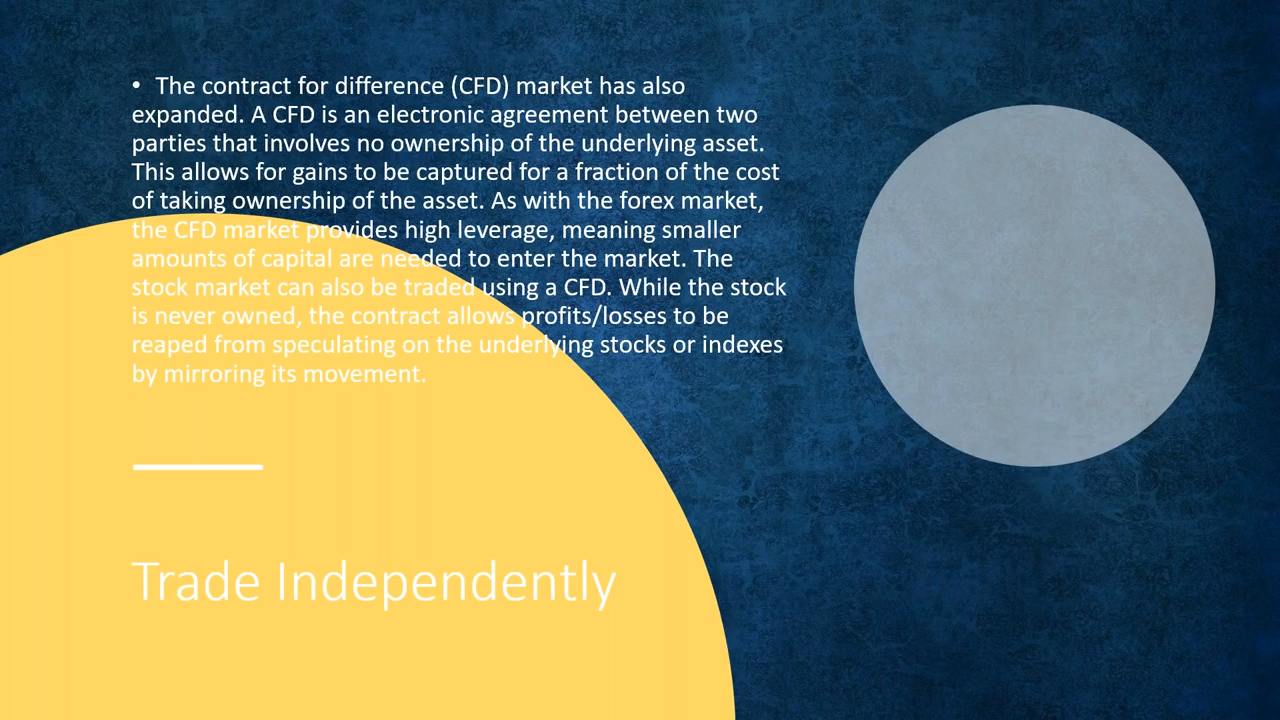 • The contract for difference (CFD) market has also
expanded. A CFD is an electronic agreement between two
parties that involves no ownership of the underlying asset.
This allows for gains to be captured for a fraction of the cost
of taking ownership of the asset. As with the forex market,
the CFD market provides high leverage, meaning smaller
amounts of capital are needed to enter the market. The
stock market can also be traded using a CFD. While the stock
is never owned, the contract allows profits/losses to be
reaped from speculating on the underlying stocks or indexes
by mirroring its movement.
Trade Independently